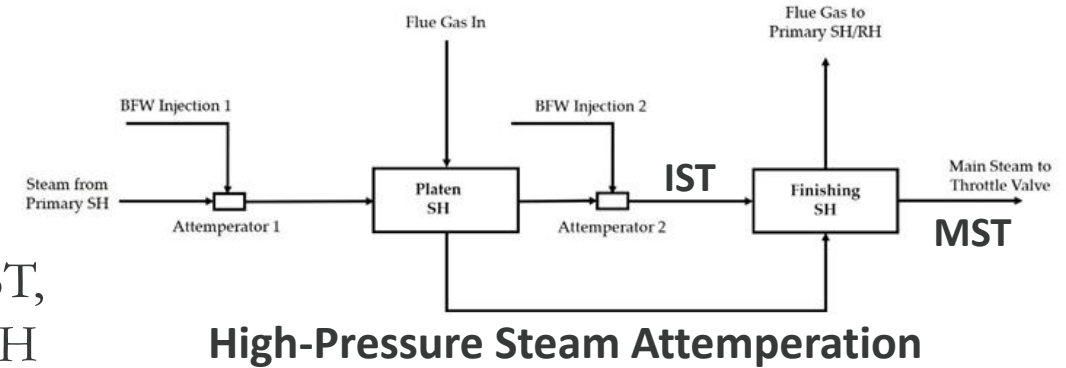 Flue Gas In
Flue Gas to
Primary SH/RH
BFW Injection 1
BFW Injection 2
Steam from
Primary SH
Attemperator 1
Platen
SH
Attemperator 2
IST
Finishing
SH
Main Steam to
Throttle Valve
MST
T,
H
High-Pressure Steam Attemperation